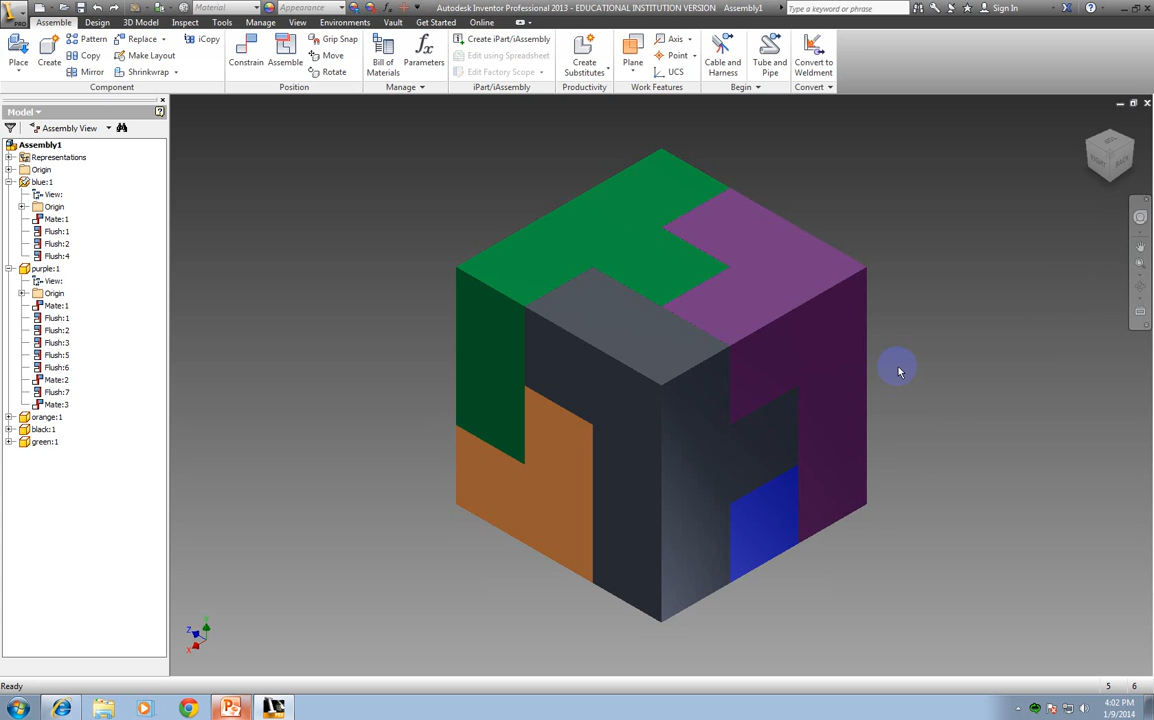 Material
Appearance
Autodesk Inventor Professional 2013 - EDUCATIONAL INSTITUTION VERSION Assembly1
Type a keyword or phrase
Sign In
PRO
Assemble Design 3D Model Inspect Tools Manage View Environments Vault Get Started Online
Place
Create
Pattern
Copy
Mirror
Replace
Make Layout
Shrinkwrap
iCopy
Component
Constrain
Assemble
Grip Snap
Move
Rotate
Position
Bill of
Materials
Parameters
Manage
Create iPart/iAssembly
Edit using Spreadsheet
Edit Factory Scope
iPart/iAssembly
Create
Substitutes
Productivity
Plane
Axis
Point
UCS
Work Features
Cable and
Harness
Tube and
Pipe
Begin
Convert to
Weldment
Convert
Model
Assembly View
Assembly1
Representations
Origin
blue:1
View:
Origin
Mate:1
Flush:1
Flush:2
Flush:4
purple:1
View:
Origin
Mate:1
Flush:1
Flush:2
Flush:3
Flush:5
Flush:6
Mate:2
Flush:7
Mate:3
orange:1
black:1
green:1
RIGHT
BACK
Z
X
Ready
5 6
4:02 PM
1/9/2014